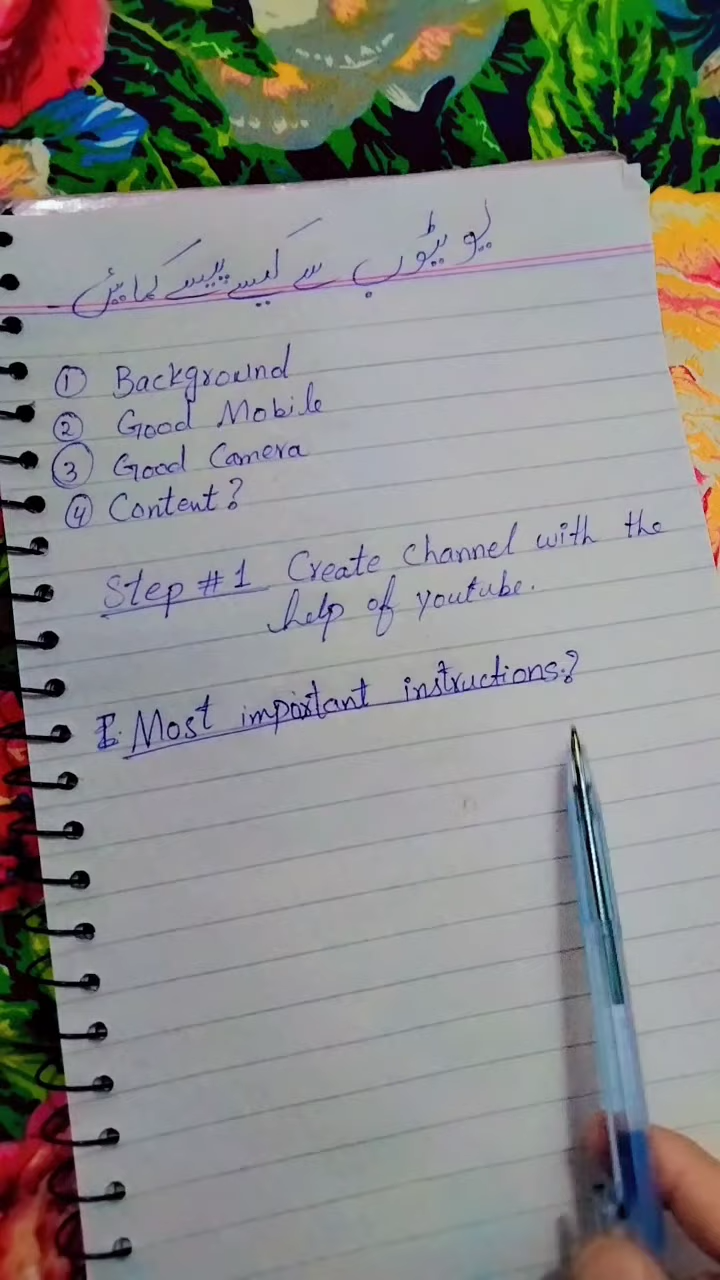 یوٹیوب سے کیسے پیسے کمایئں -
① Background
② Good Mobile
③ Good Camera
④ Content?
Step #1 Create channel with the
help of youtube.
Most important instructions:?